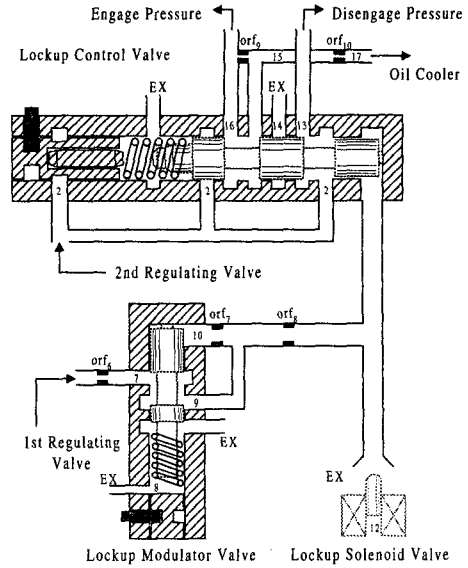 Engage Pressure
Disengage Pressure
orf9
orf10
Lockup Control Valve
15
17
Oil Cooler
EX
EX
16
14
13
2
2
2
2nd Regulating Valve
orf7
orf8
10
orf6
7
9
1st Regulating
Valve
EX
EX
8
EX
12
Lockup Modulator Valve
Lockup Solenoid Valve